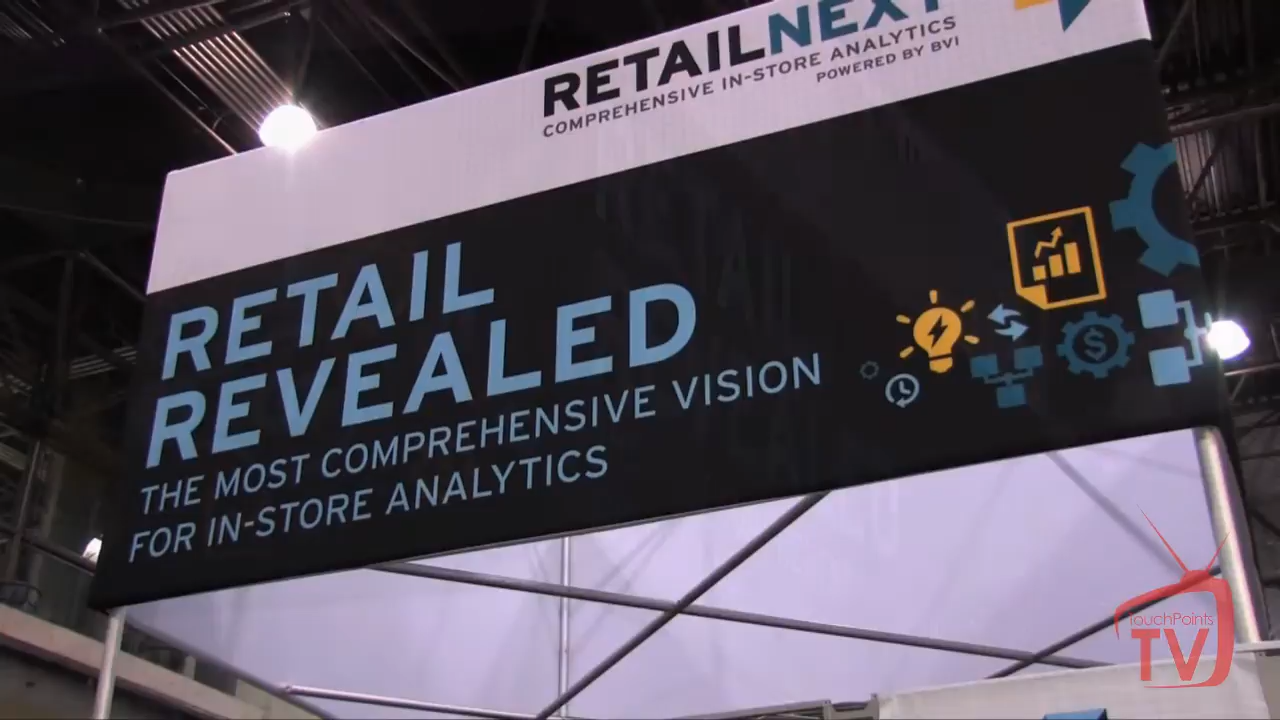 RETAILNEXT
COMPREHENSIVE IN-STORE ANALYTICS
POWERED BY BVI
RETAIL
REVEALED
THE MOST COMPREHENSIVE VISION
FOR IN-STORE ANALYTICS
$
TouchPoints
TV